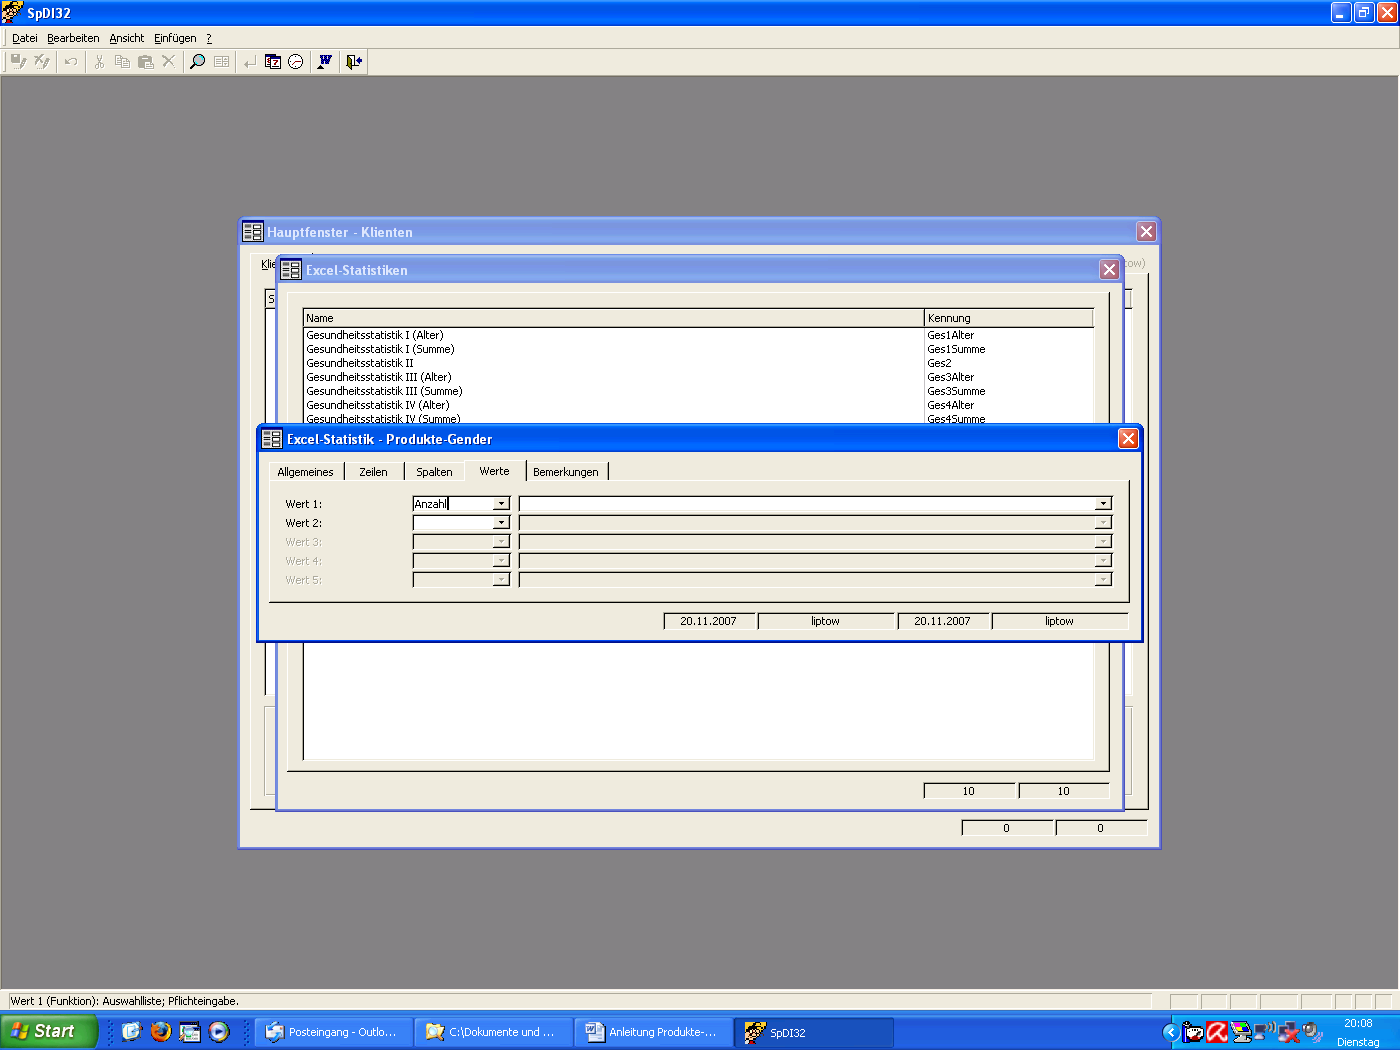 SpDI32
Datei Bearbeiten Ansicht Einfügen ?
Hauptfenster - Klienten
Klie
tow)
S
Excel-Statistiken
Name Kennung
Gesundheitsstatistik I (Alter) Ges1Alter
Gesundheitsstatistik I (Summe) Ges1Summe
Gesundheitsstatistik II Ges2
Gesundheitsstatistik III (Alter) Ges3Alter
Gesundheitsstatistik III (Summe) Ges3Summe
Gesundheitsstatistik IV (Alter) Ges4Alter
Gesundheitsstatistik IV (Summe) Ges4Summe
Excel-Statistik - Produkte-Gender
Allgemeines Zeilen Spalten Werte Bemerkungen
Wert 1: Anzahl
Wert 2:
Wert 3:
Wert 4:
Wert 5:
20.11.2007 liptow 20.11.2007 liptow
10 10
0 0
Wert 1 (Funktion): Auswahlliste; Pflichteingabe.
Start Posteingang - Outlo... C:\Dokumente und ... Anleitung Produkte-... SpDI32 20:08
Dienstag